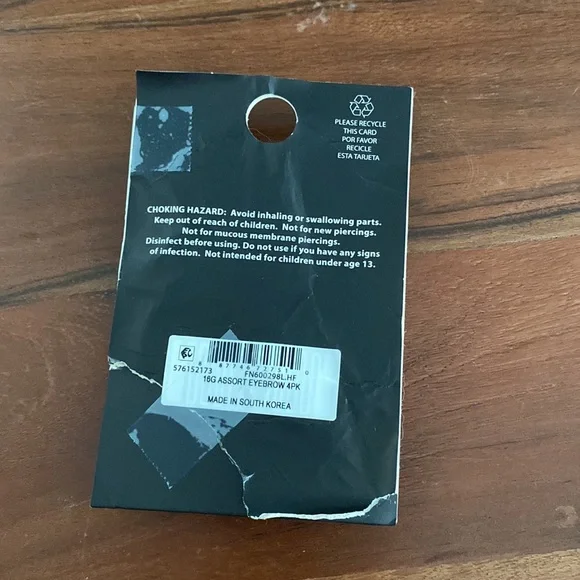 PLEASE RECYCLE
THIS CARD
POR FAVOR
RECICLE
ESTA TARJETA
CHOKING HAZARD: Avoid inhaling or swallowing parts.
Keep out of reach of children. Not for new piercings.
Not for mucous membrane piercings.
Disinfect before using. Do not use if you have any signs
of infection. Not intended for children under age 13.
576152173
FN600298L.HF
16G ASSORT EYEBROW 4PK
MADE IN SOUTH KOREA